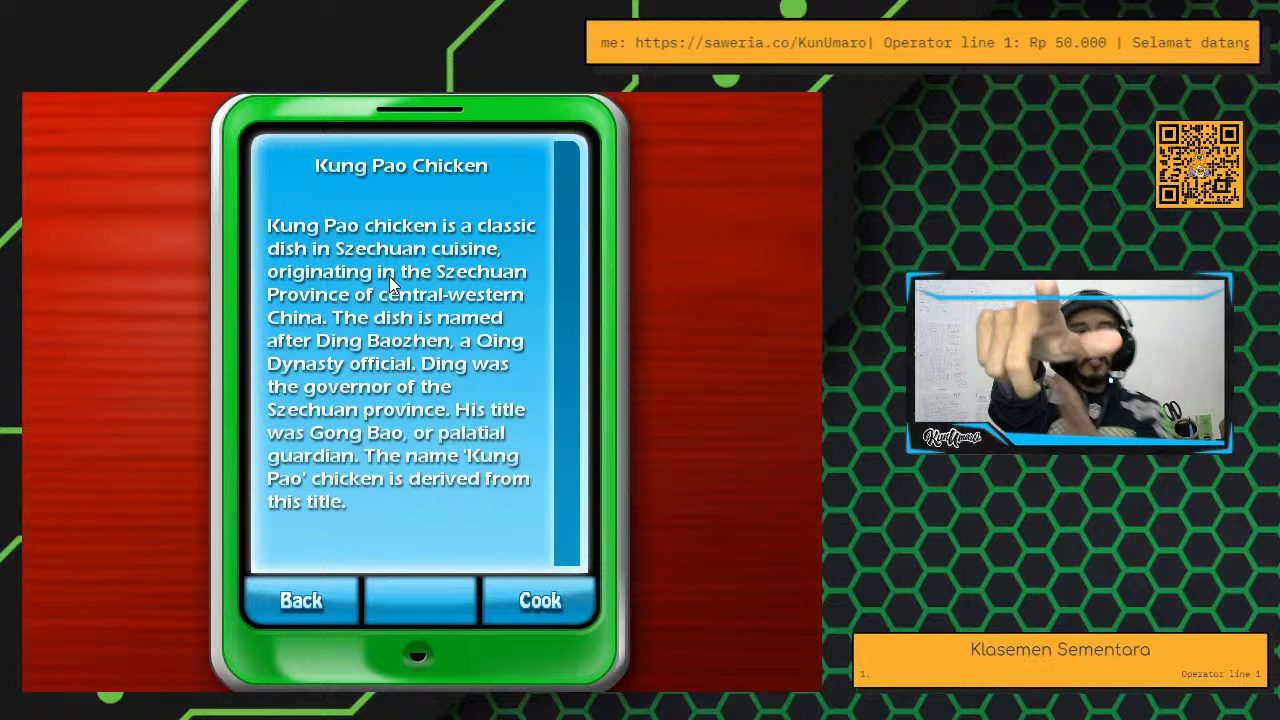 me: https://saweria.co/KunUmaro| Operator line 1: Rp 50.000 | Selamat datang
Kung Pao Chicken
Kung Pao chicken is a classic
dish in Szechuan cuisine,
originating in the Szechuan
Province of central-western
China. The dish is named
after Ding Baozhen, a Qing
Dynasty official. Ding was
the governor of the
Szechuan province. His title
was Gong Bao, or palatial
guardian. The name 'Kung
Pao' chicken is derived from
this title.
Back
Cook
KunUmaro
Klasemen Sementara
1.
Operator line 1